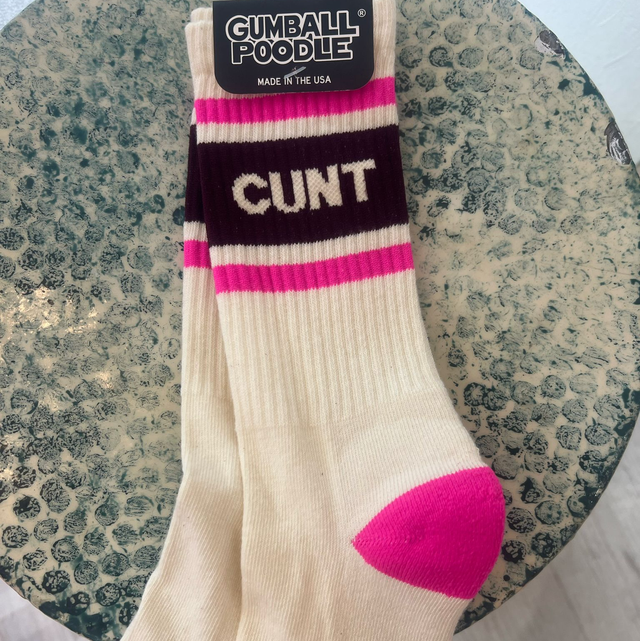 GUMBALL®
POODLE
MADE IN THE USA
CUNT